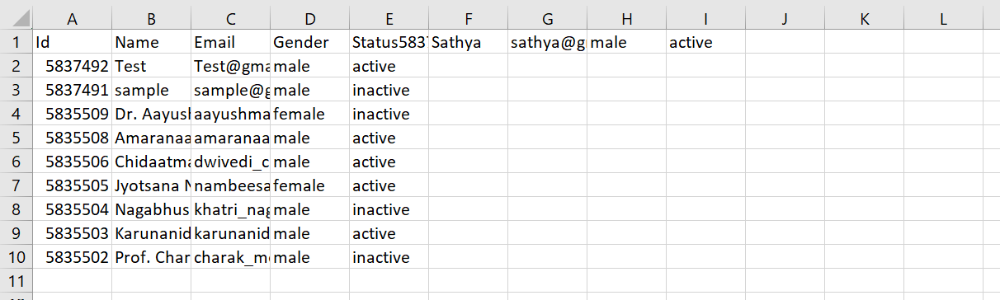 A B C D E F G H I J K L
1 Id Name Email Gender Status583 Sathya sathya@g male active
2 5837492 Test Test@gma male active
3 5837491 sample sample@g male inactive
4 5835509 Dr. Aayush aayushma female inactive
5 5835508 Amaranaa amaranaa male active
6 5835506 Chidaatma dwivedi_c male active
7 5835505 Jyotsana N nambeesa female active
8 5835504 Nagabhus khatri_nag male inactive
9 5835503 Karunanid karunanid male active
10 5835502 Prof. Char charak_m male inactive
11